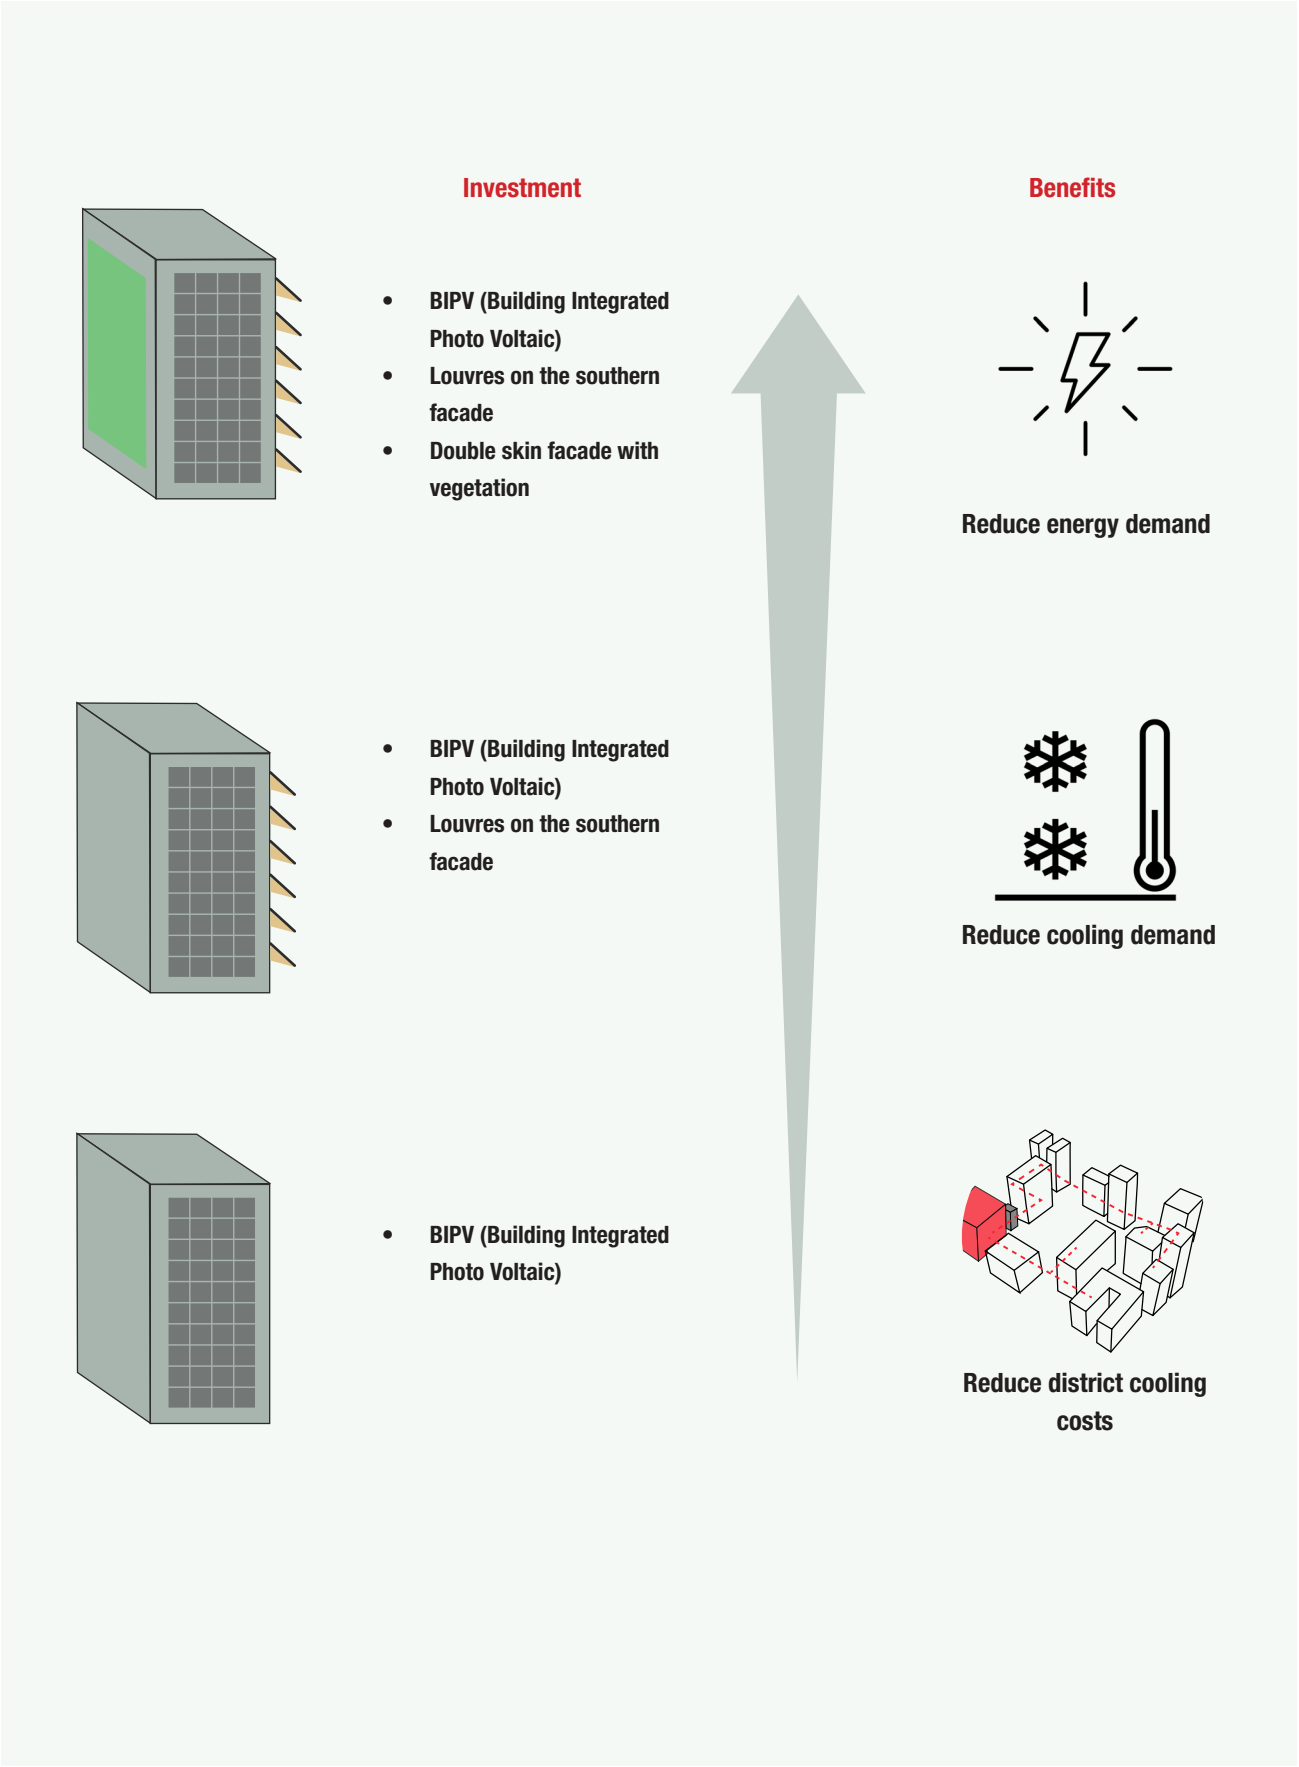 Investment
Benefits
• BIPV (Building Integrated
Photo Voltaic)
• Louvres on the southern
facade
• Double skin facade with
vegetation
Reduce energy demand
• BIPV (Building Integrated
Photo Voltaic)
• Louvres on the southern
facade
Reduce cooling demand
• BIPV (Building Integrated
Photo Voltaic)
Reduce district cooling
costs